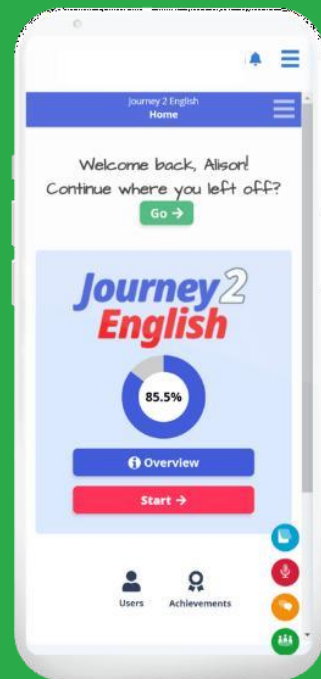 Journey 2 English
Home
Welcome back, Alison!
Continue where you left off?
Go →
Journey 2
English
85.5%
Overview
Start →
Users Achievements